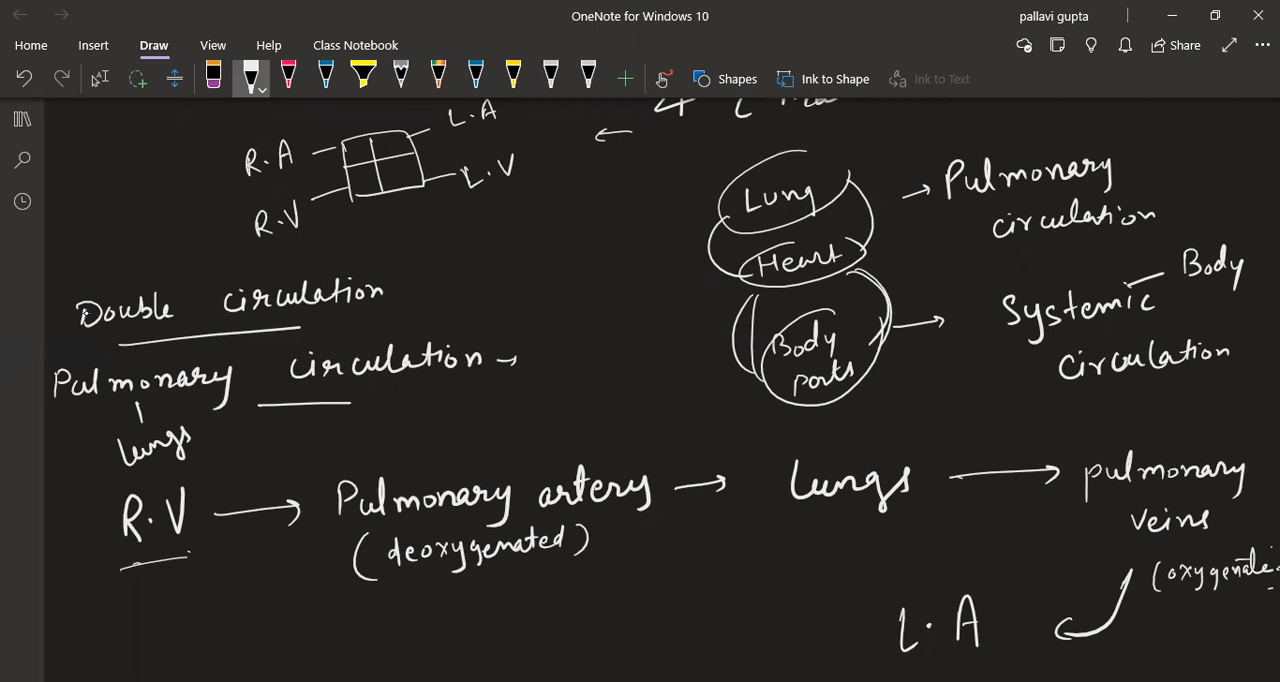 OneNote for Windows 10
pallavi gupta
Home Insert Draw View Help Class Notebook
Share
Shapes
Ink to Shape
Ink to Text
R.A
L.A
L.V
R.V
4
Lung
Heart
Body
parts
Pulmonary
circulation
Body
Systemic
circulation
Double circulation
Pulmonary circulation -
lungs
R.V → Pulmonary artery → Lungs → pulmonary
veins
(deoxygenated)
(oxygenate
L.A